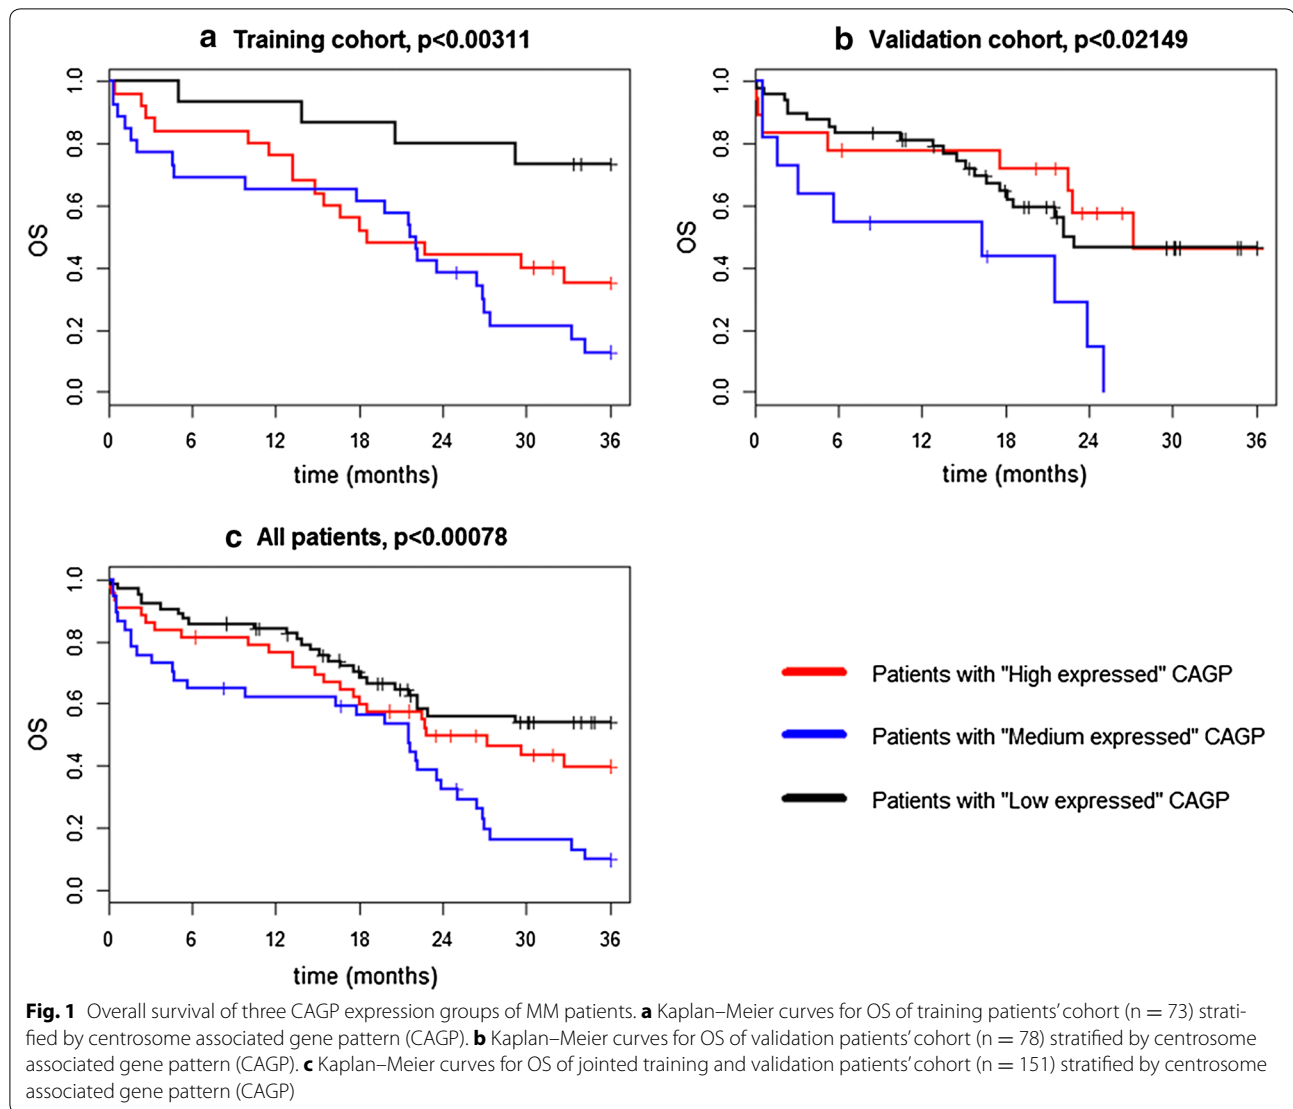 a Training cohort, p<0.00311
b Validation cohort, p<0.02149
OS
1.0
0.8
0.6
0.4
0.2
0.0
0 6 12 18 24 30 36
time (months)
OS
1.0
0.8
0.6
0.4
0.2
0.0
0 6 12 18 24 30 36
time (months)
c All patients, p<0.00078
OS
1.0
0.8
0.6
0.4
0.2
0.0
0 6 12 18 24 30 36
time (months)
Patients with "High expressed" CAGP
Patients with "Medium expressed" CAGP
Patients with "Low expressed" CAGP
Fig. 1 Overall survival of three CAGP expression groups of MM patients. a Kaplan–Meier curves for OS of training patients' cohort (n = 73) strati-
fied by centrosome associated gene pattern (CAGP). b Kaplan–Meier curves for OS of validation patients' cohort (n = 78) stratified by centrosome
associated gene pattern (CAGP). c Kaplan–Meier curves for OS of jointed training and validation patients' cohort (n = 151) stratified by centrosome
associated gene pattern (CAGP)